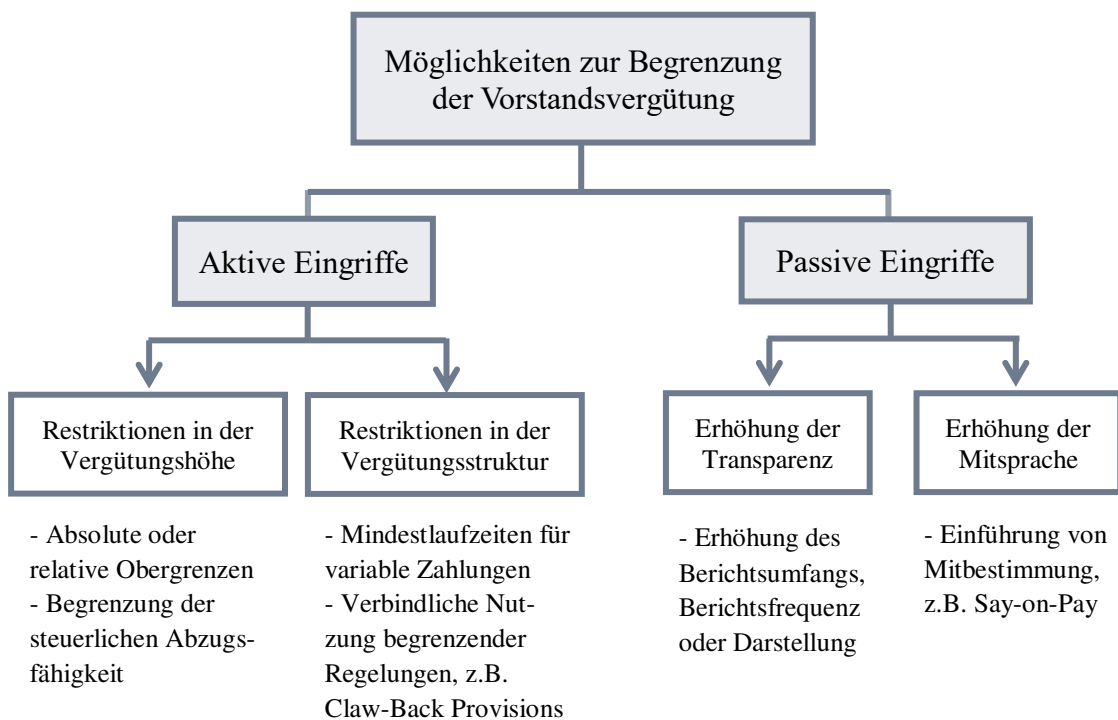 Möglichkeiten zur Begrenzung
der Vorstandsvergütung
Aktive Eingriffe
Passive Eingriffe
Restriktionen in der
Vergütungshöhe
Restriktionen in der
Vergütungsstruktur
Erhöhung der
Transparenz
Erhöhung der
Mitsprache
- Absolute oder
relative Obergrenzen
- Begrenzung der
steuerlichen Abzugs-
fähigkeit
- Mindestlaufzeiten für
variable Zahlungen
- Verbindliche Nut-
zung begrenzender
Regelungen, z.B.
Claw-Back Provisions
- Erhöhung des
Berichtsumfangs,
Berichtsfrequenz
oder Darstellung
- Einführung von
Mitbestimmung,
z.B. Say-on-Pay